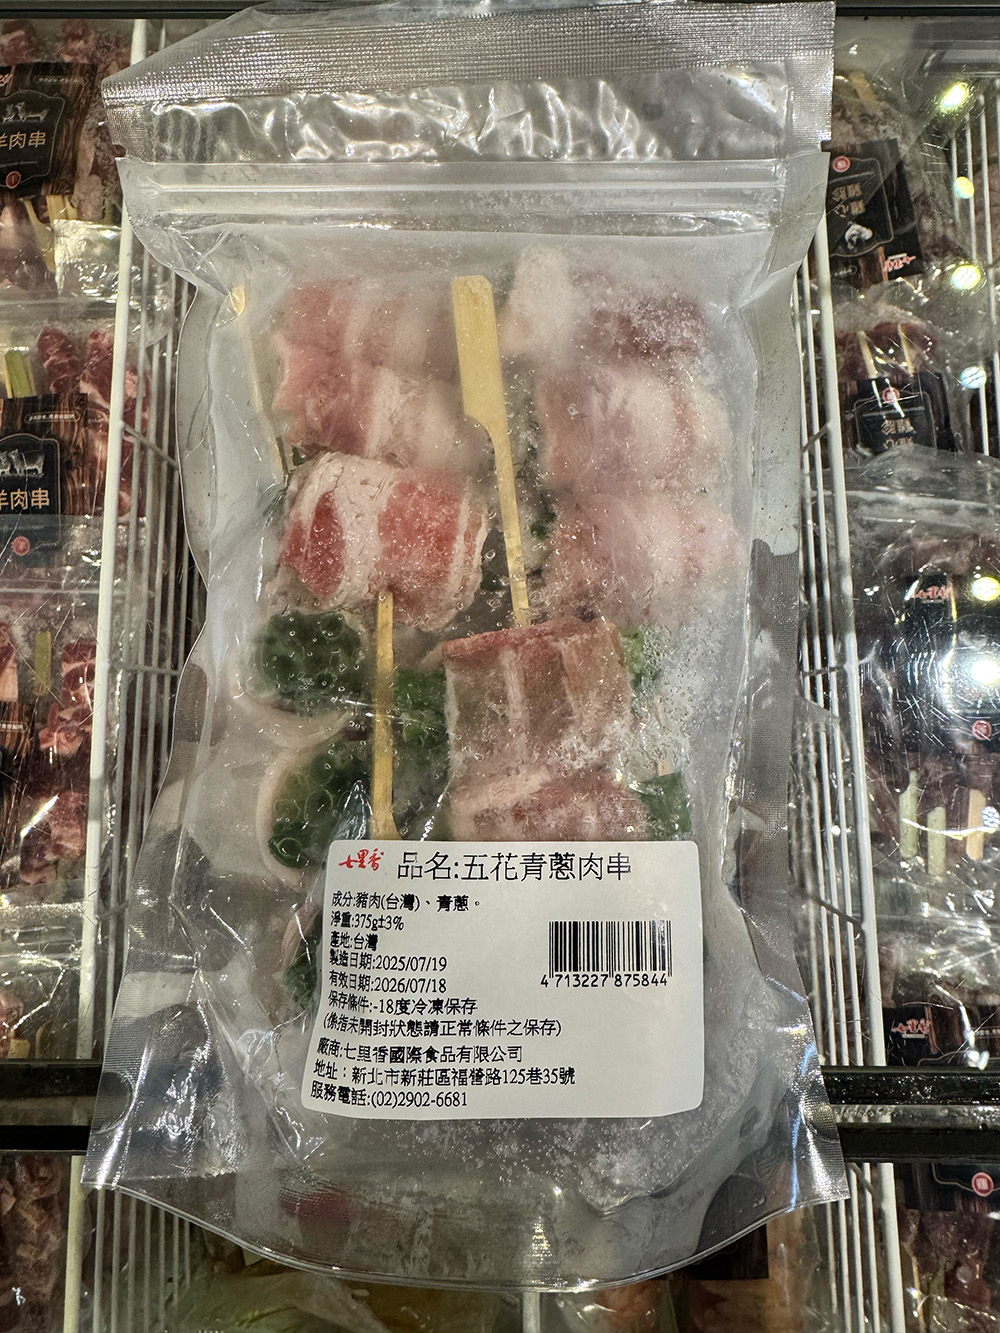 羊肉串
雞心
羊肉串
七里香 品名:五花青蔥肉串
成分:豬肉(台灣)、青蔥。
淨重:375g±3%
產地:台灣
製造日期:2025/07/19
有效日期:2026/07/18
保存條件:-18度冷凍保存
(係指未開封狀態請正常條件之保存)
廠商:七里香國際食品有限公司
地址：新北市新莊區福營路125巷35號
服務電話:(02)2902-6681
4 713227 875844